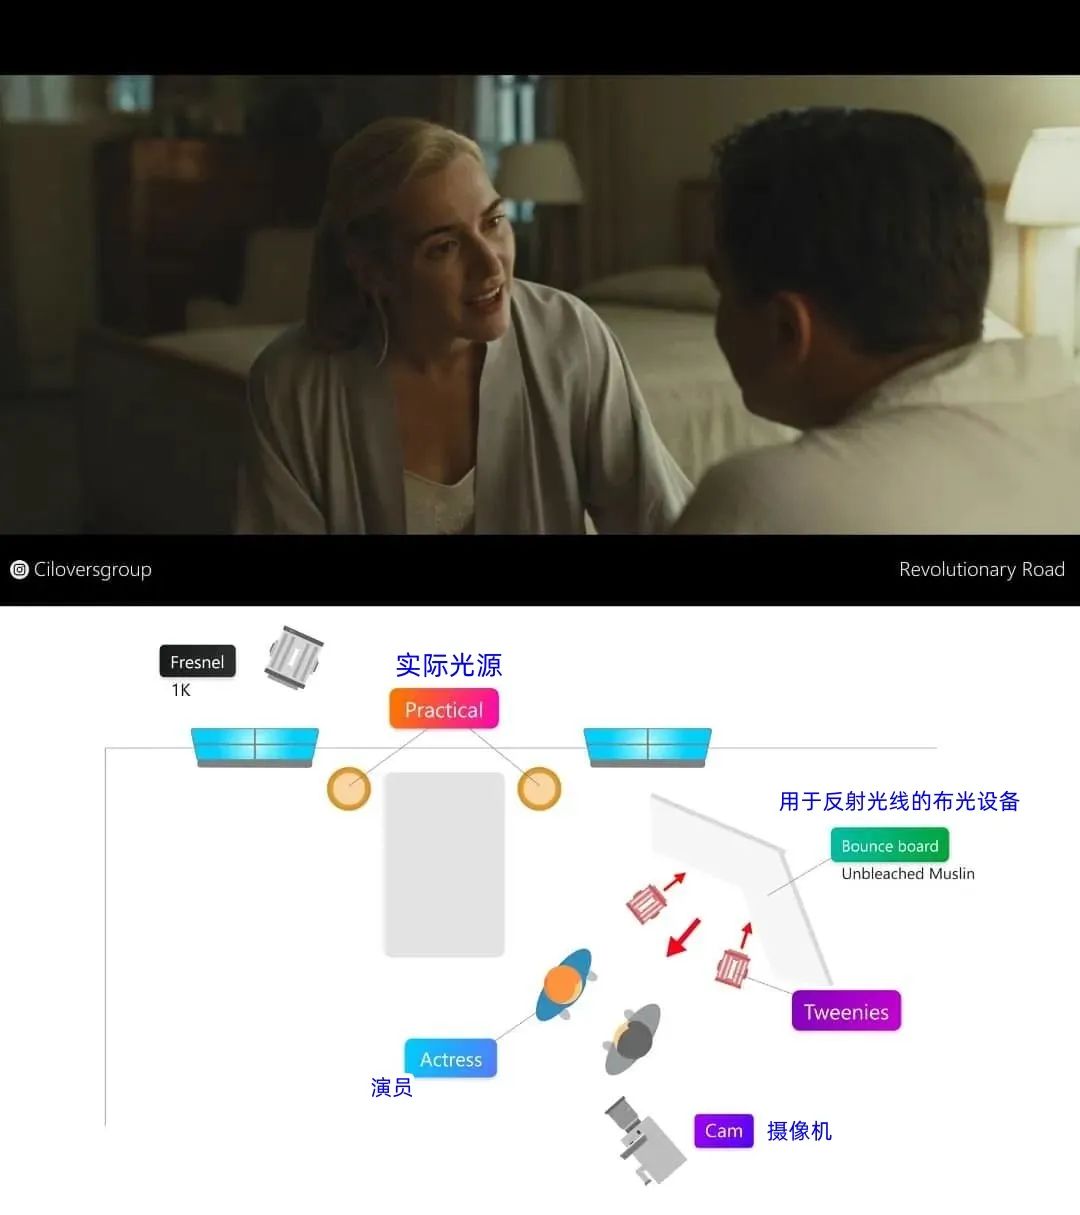 Ciloversgroup
Revolutionary Road
Fresnel
1K
实际光源
Practical
用于反射光线的布光设备
Bounce board
Unbleached Muslin
Tweenies
Actress
演员
Cam
摄像机